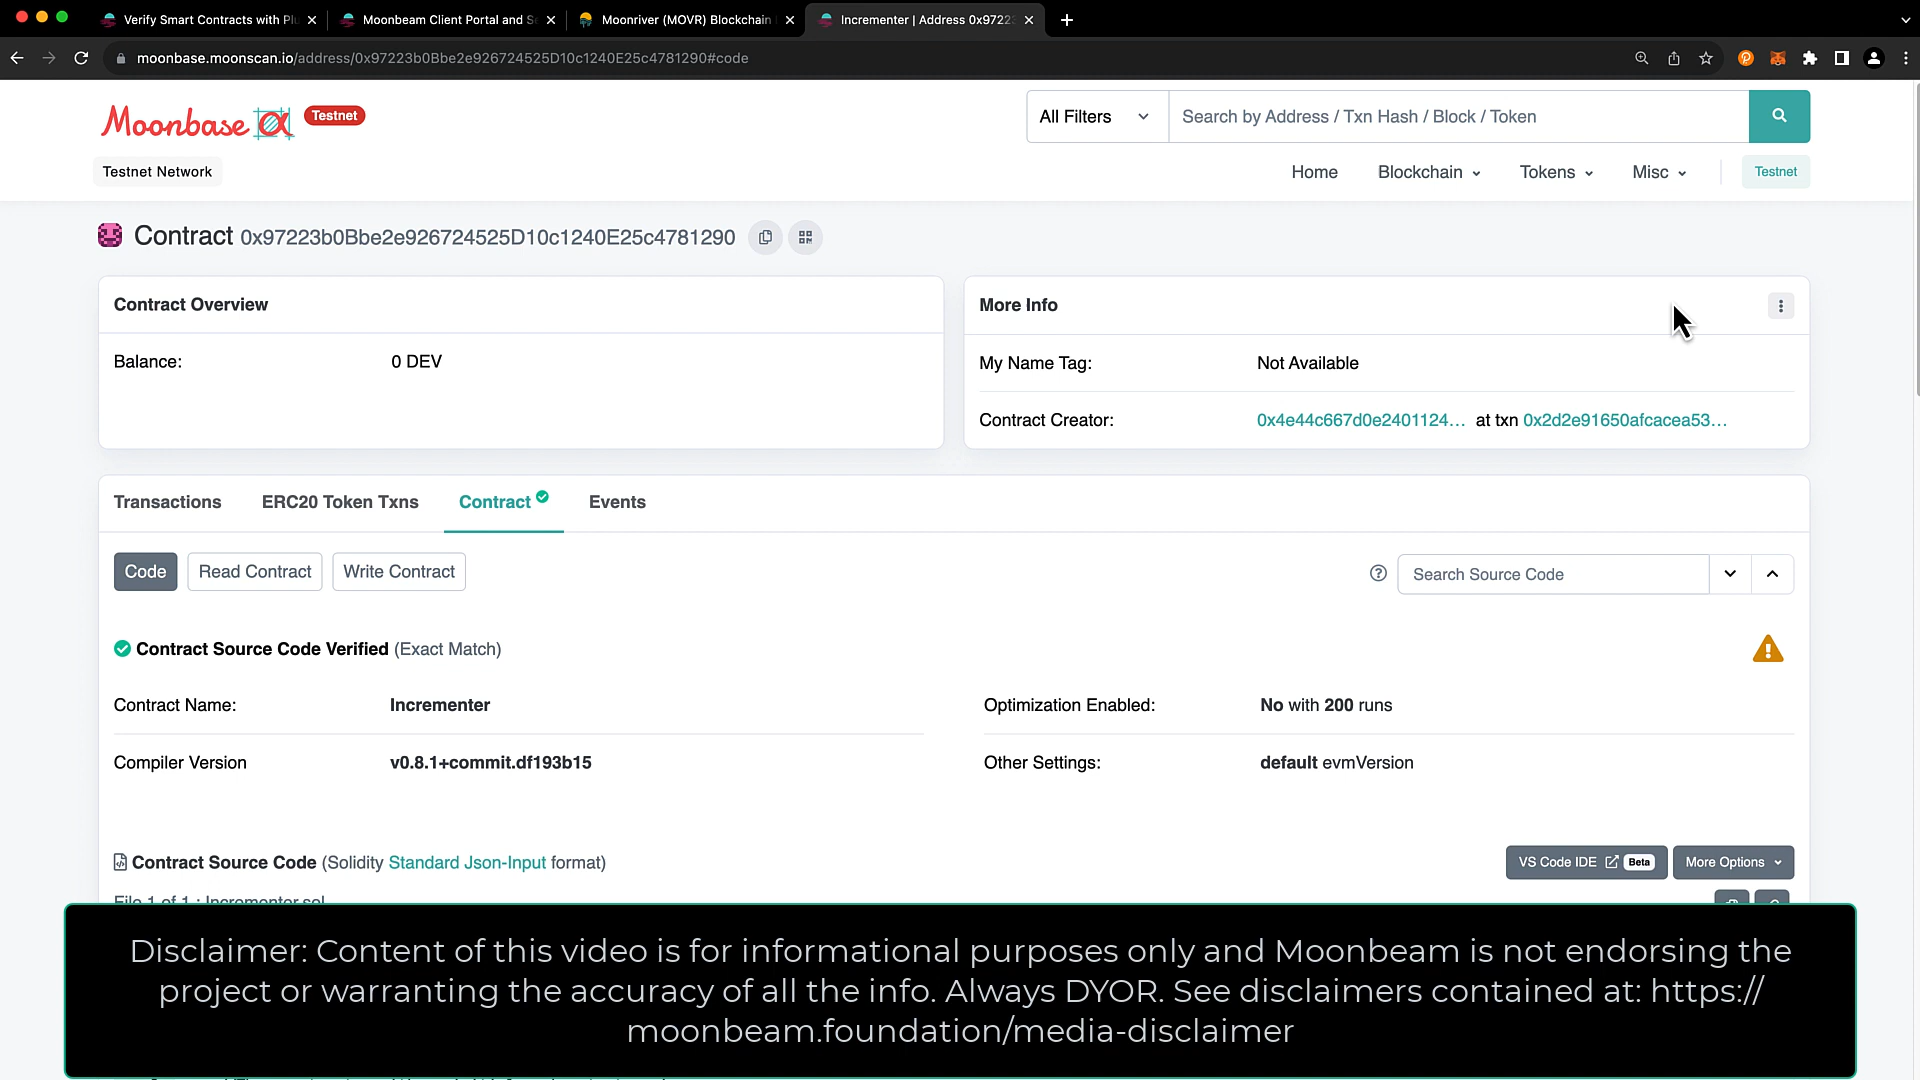 Verify Smart Contracts with Plu
Moonbeam Client Portal and Se
Moonriver (MOVR) Blockchain
Incrementer | Address 0x9722
moonbase.moonscan.io/address/0x97223b0Bbe2e926724525D10c1240E25c4781290#code
Moonbase α Testnet
All Filters
Search by Address / Txn Hash / Block / Token
Testnet Network
Home Blockchain Tokens Misc Testnet
Contract 0x97223b0Bbe2e926724525D10c1240E25c4781290
Contract Overview
Balance: 0 DEV
More Info
My Name Tag: Not Available
Contract Creator: 0x4e44c667d0e2401124... at txn 0x2d2e91650afcacea53...
Transactions ERC20 Token Txns Contract Events
Code Read Contract Write Contract
Search Source Code
Contract Source Code Verified (Exact Match)
Contract Name: Incrementer
Optimization Enabled: No with 200 runs
Compiler Version v0.8.1+commit.df193b15
Other Settings: default evmVersion
Contract Source Code (Solidity Standard Json-Input format)
VS Code IDE Beta More Options
File 1 of 1 : Incrementer.sol
Disclaimer: Content of this video is for informational purposes only and Moonbeam is not endorsing the
project or warranting the accuracy of all the info. Always DYOR. See disclaimers contained at: https://
moonbeam.foundation/media-disclaimer